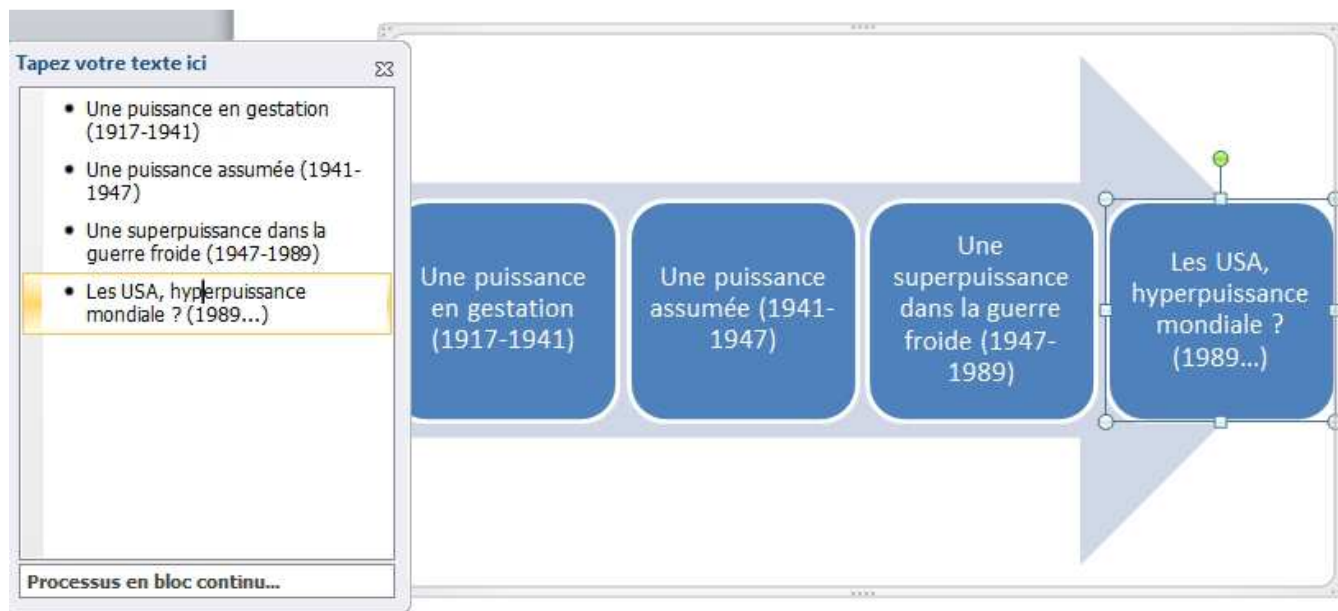 Tapez votre texte ici
• Une puissance en gestation
(1917-1941)
• Une puissance assumée (1941-
1947)
• Une superpuissance dans la
guerre froide (1947-1989)
• Les USA, hyperpuissance
mondiale ? (1989...)
Processus en bloc continu...
Une puissance
en gestation
(1917-1941)
Une puissance
assumée (1941-
1947)
Une
superpuissance
dans la guerre
froide (1947-
1989)
Les USA,
hyperpuissance
mondiale ?
(1989...)